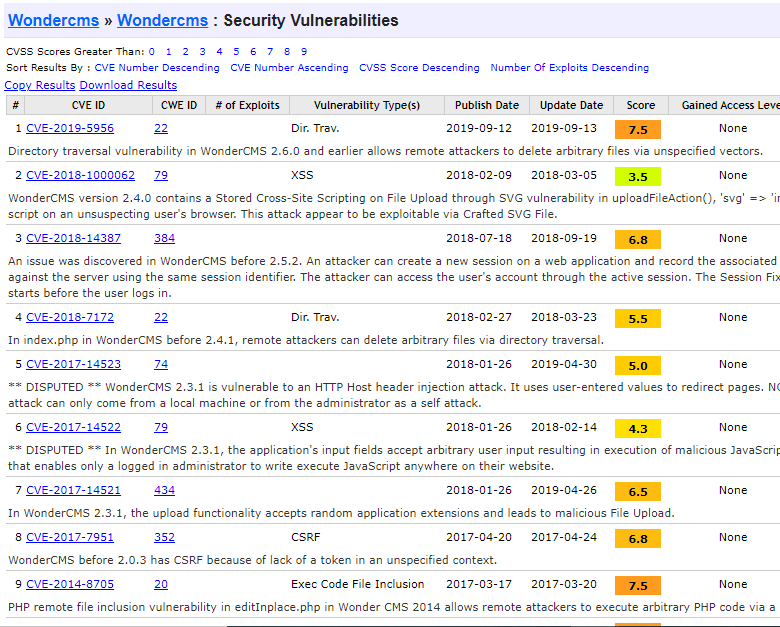 Wondercms » Wondercms : Security Vulnerabilities
CVSS Scores Greater Than: 0 1 2 3 4 5 6 7 8 9
Sort Results By : CVE Number Descending CVE Number Ascending CVSS Score Descending Number Of Exploits Descending
Copy Results Download Results
# CVE ID CWE ID # of Exploits Vulnerability Type(s) Publish Date Update Date Score Gained Access Leve
1 CVE-2019-5956 22 Dir. Trav. 2019-09-12 2019-09-13 7.5 None
Directory traversal vulnerability in WonderCMS 2.6.0 and earlier allows remote attackers to delete arbitrary files via unspecified vectors.
2 CVE-2018-1000062 79 XSS 2018-02-09 2018-03-05 3.5 None
WonderCMS version 2.4.0 contains a Stored Cross-Site Scripting on File Upload through SVG vulnerability in uploadFileAction(), 'svg' => 'in
script on an unsuspecting user's browser. This attack appear to be exploitable via Crafted SVG File.
3 CVE-2018-14387 384 2018-07-18 2018-09-19 6.8 None
An issue was discovered in WonderCMS before 2.5.2. An attacker can create a new session on a web application and record the associated
against the server using the same session identifier. The attacker can access the user's account through the active session. The Session Fix
starts before the user logs in.
4 CVE-2018-7172 22 Dir. Trav. 2018-02-27 2018-03-23 5.5 None
In index.php in WonderCMS before 2.4.1, remote attackers can delete arbitrary files via directory traversal.
5 CVE-2017-14523 74 2018-01-26 2019-04-30 5.0 None
** DISPUTED ** WonderCMS 2.3.1 is vulnerable to an HTTP Host header injection attack. It uses user-entered values to redirect pages. NO
attack can only come from a local machine or from the administrator as a self attack.
6 CVE-2017-14522 79 XSS 2018-01-26 2018-02-14 4.3 None
** DISPUTED ** In WonderCMS 2.3.1, the application's input fields accept arbitrary user input resulting in execution of malicious JavaScrip
that enables only a logged in administrator to write execute JavaScript anywhere on their website.
7 CVE-2017-14521 434 2018-01-26 2019-04-26 6.5 None
In WonderCMS 2.3.1, the upload functionality accepts random application extensions and leads to malicious File Upload.
8 CVE-2017-7951 352 CSRF 2017-04-20 2017-04-24 6.8 None
WonderCMS before 2.0.3 has CSRF because of lack of a token in an unspecified context.
9 CVE-2014-8705 20 Exec Code File Inclusion 2017-03-17 2017-03-20 7.5 None
PHP remote file inclusion vulnerability in editInplace.php in Wonder CMS 2014 allows remote attackers to execute arbitrary PHP code via a